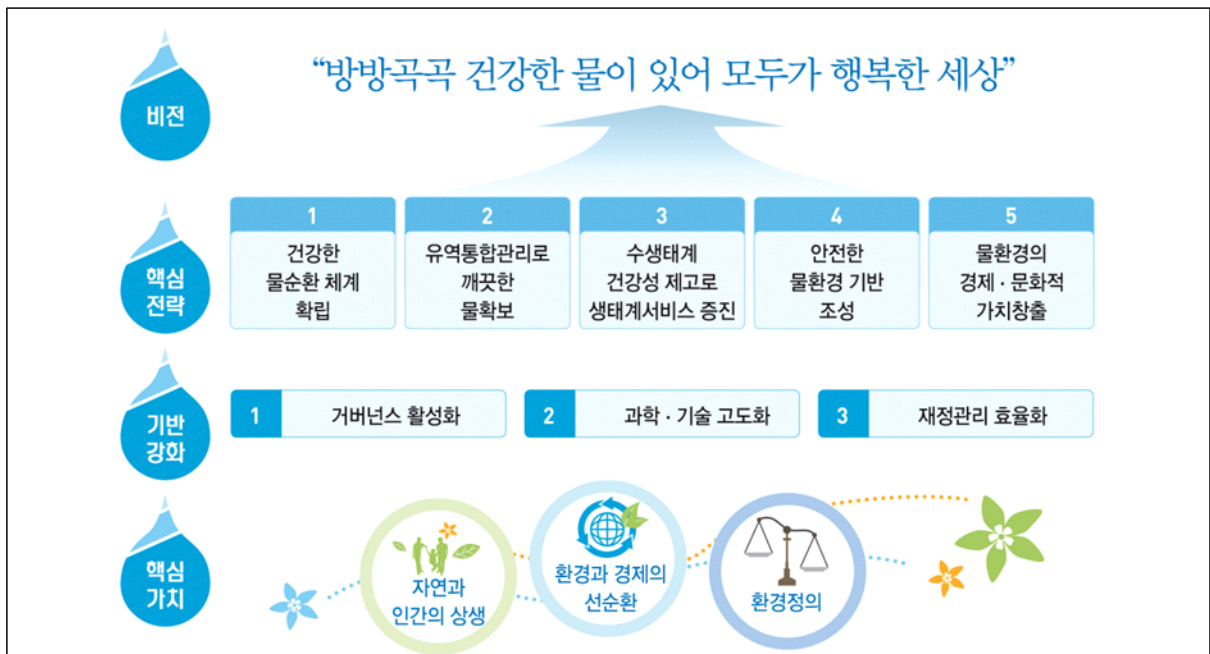 비전
“방방곡곡 건강한 물이 있어 모두가 행복한 세상”
핵심
전략
1
건강한
물순환 체계
확립
2
유역통합관리로
깨끗한
물확보
3
수생태계
건강성 제고로
생태계서비스 증진
4
안전한
물환경 기반
조성
5
물환경의
경제 · 문화적
가치창출
기반
강화
1 거버넌스 활성화
2 과학 · 기술 고도화
3 재정관리 효율화
핵심
가치
자연과
인간의 상생
환경과 경제의
선순환
환경정의